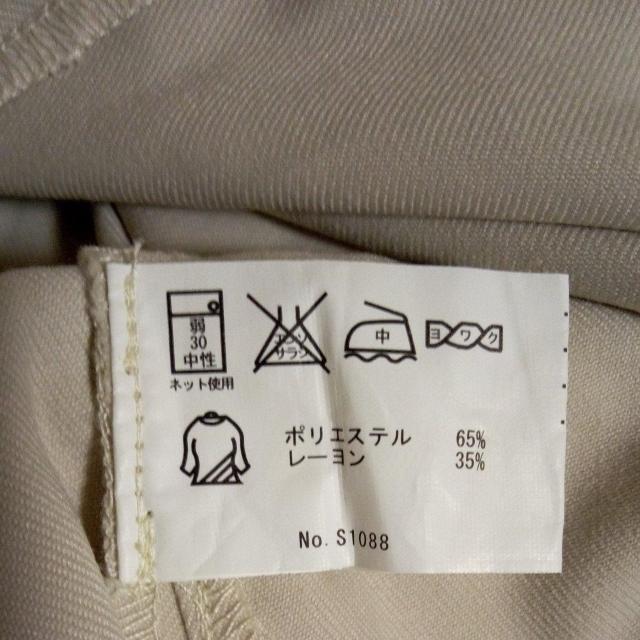 弱
30
中性
ネット使用
エンソ
サラシ
中
ヨワク
ポリエステル 65%
レーヨン 35%
No. S1088